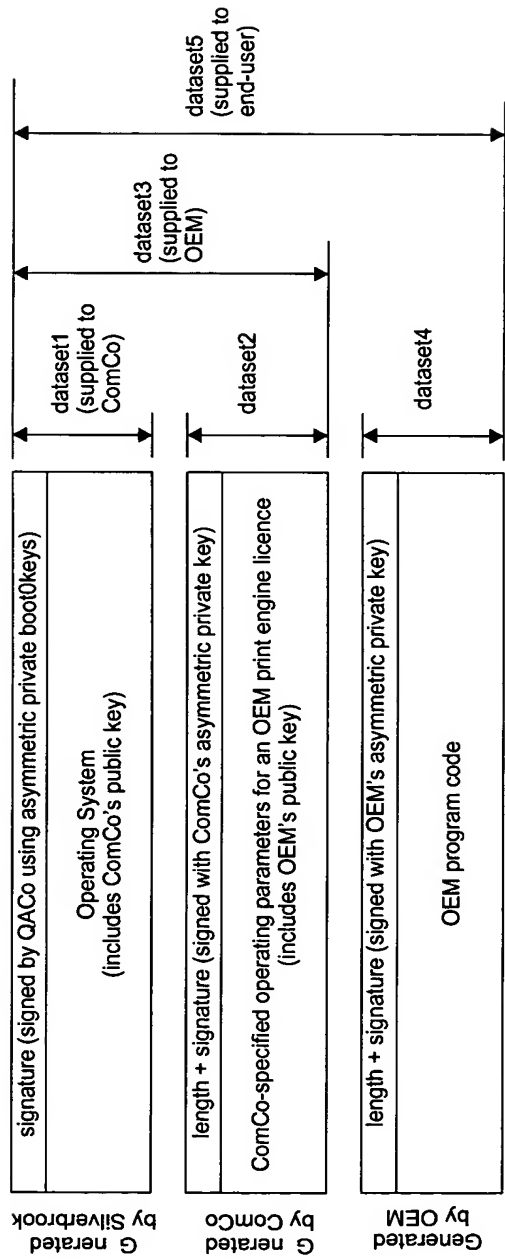 Generated
by Silverbrook
signature (signed by QACo using asymmetric private boot0keys)
Operating System
(includes ComCo's public key)
dataset1
(supplied to
ComCo)
G nerated
by ComCo
length + signature (signed with ComCo's asymmetric private key)
ComCo-specified operating parameters for an OEM print engine licence
(includes OEM's public key)
dataset2
dataset3
(supplied to
OEM)
Generated
by OEM
length + signature (signed with OEM's asymmetric private key)
OEM program code
dataset4
dataset5
(supplied to
end-user)